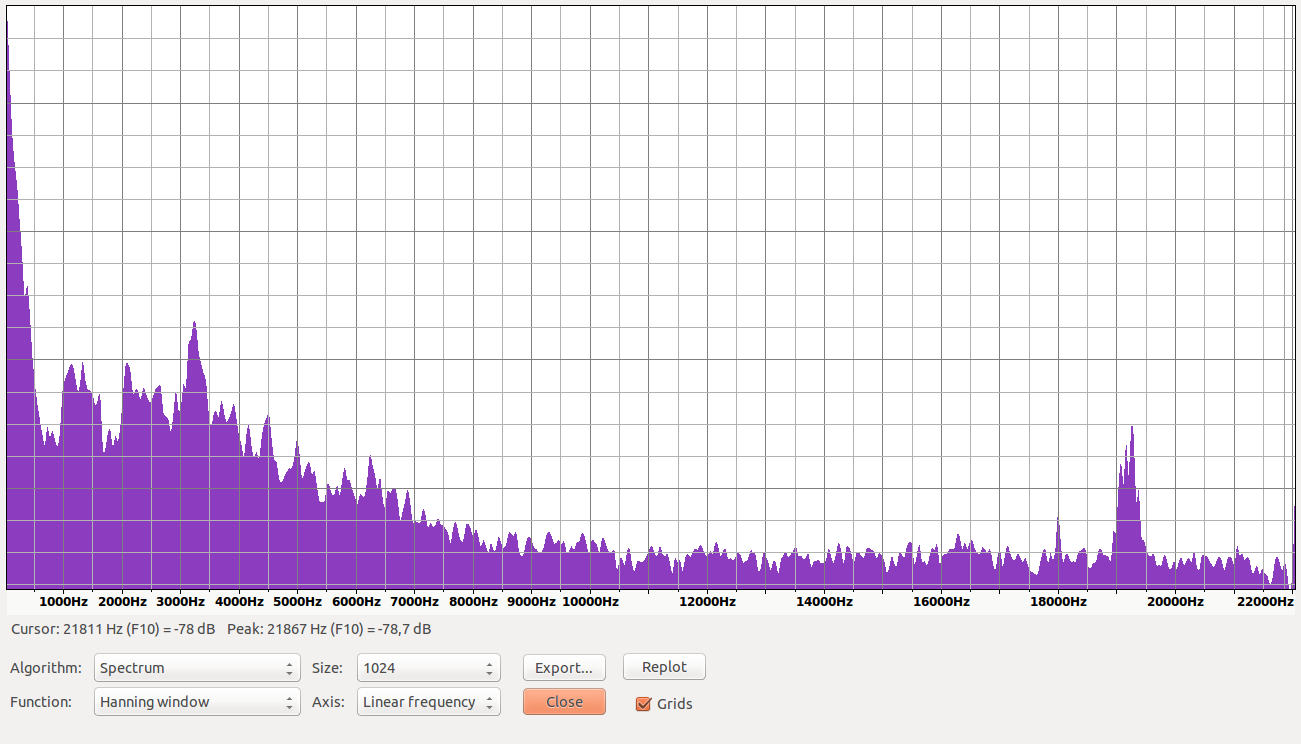 1000Hz 2000Hz 3000Hz 4000Hz 5000Hz 6000Hz 7000Hz 8000Hz 9000Hz 10000Hz 12000Hz 14000Hz 16000Hz 18000Hz 20000Hz 22000Hz
Cursor: 21811 Hz (F10) = -78 dB Peak: 21867 Hz (F10) = -78,7 dB
Algorithm: Spectrum Size: 1024 Export... Replot
Function: Hanning window Axis: Linear frequency Close Grids